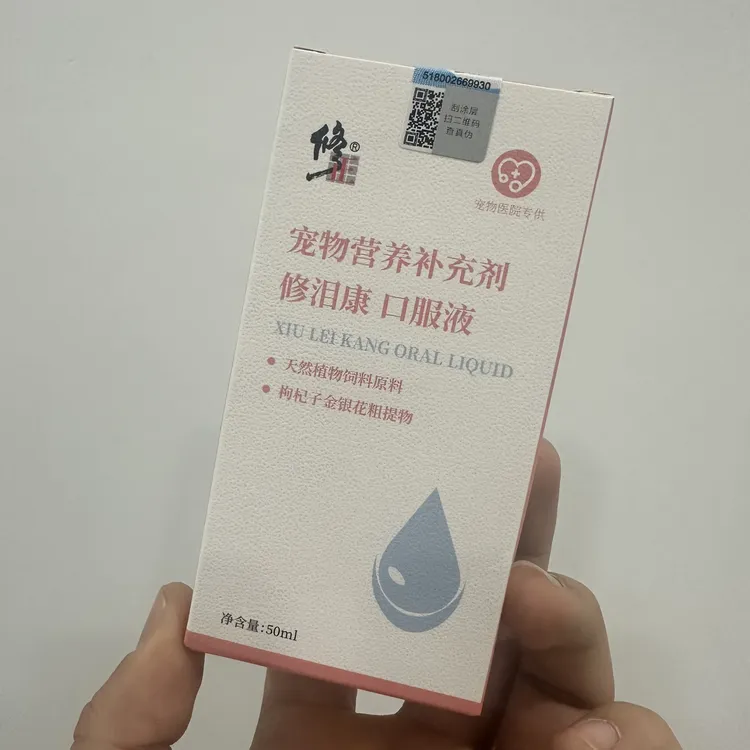 518002669930
刮涂层
扫二维码
查真伪
修正®
宠物医院专供
宠物营养补充剂
修泪康 口服液
XIU LEI KANG ORAL LIQUID
天然植物饲料原料
枸杞子金银花粗提物
净含量:50ml